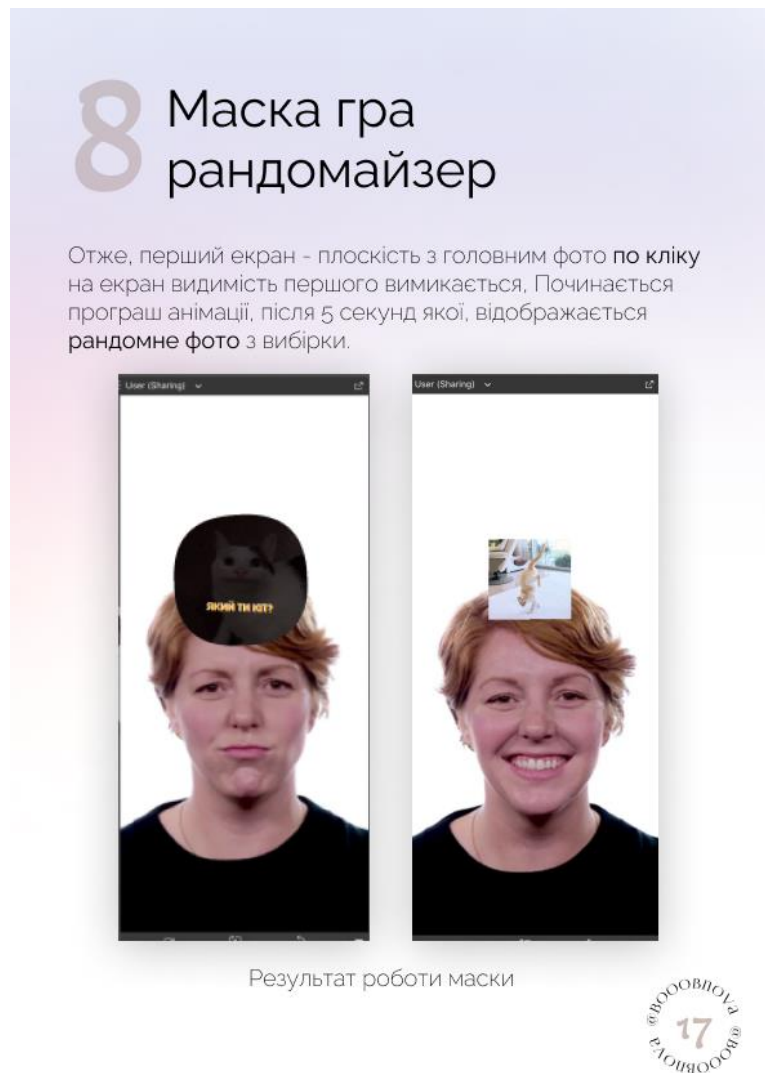 8 Маска гра
рандомайзер
Отже, перший екран - плоскість з головним фото по кліку
на екран видимість першого вимикається, Починається
програш анімації, після 5 секунд якої, відображається
рандомне фото з вибірки.
User (Sharing)
User (Sharing)
ЯКИЙ ТИ КІТ?
Результат роботи маски
@BOOOBNOVA
17
@BOOOBNOVA